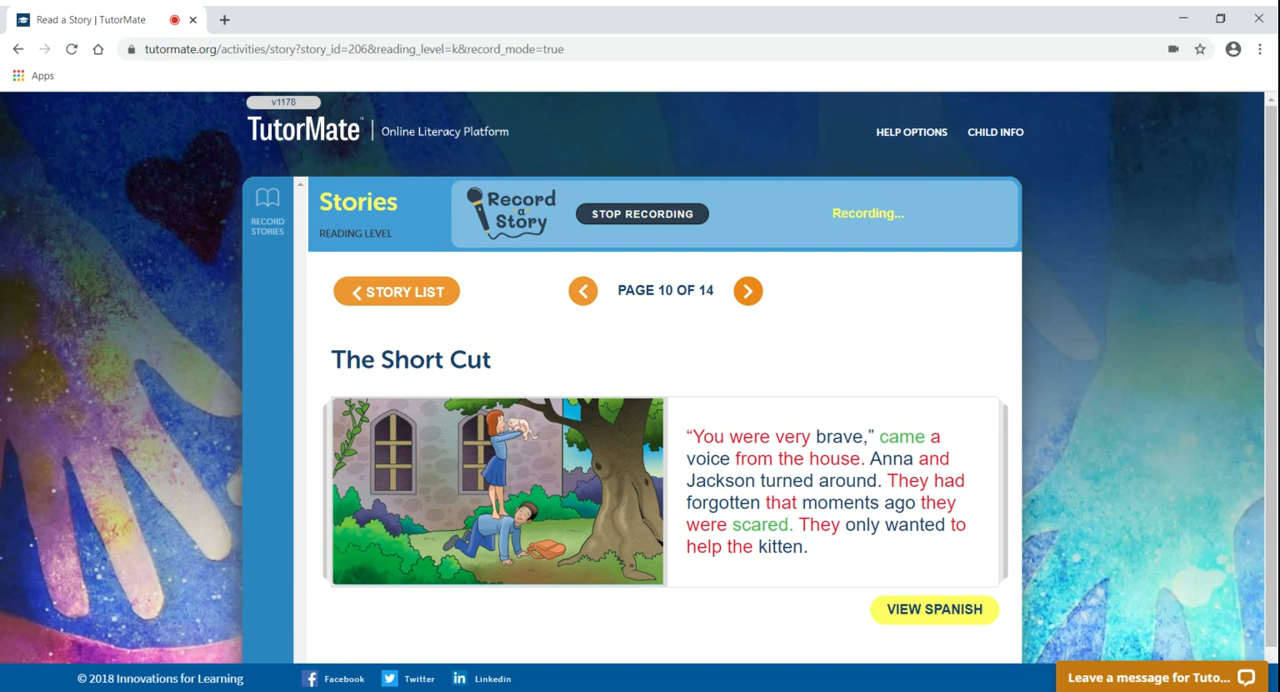 Read a Story | TutorMate
tutormate.org/activities/story?story_id=206&reading_level=k&record_mode=true
Apps
v1178
TutorMate™ | Online Literacy Platform
HELP OPTIONS CHILD INFO
RECORD
STORIES
Stories
READING LEVEL
Record
a
Story
STOP RECORDING
Recording...
STORY LIST
PAGE 10 OF 14
The Short Cut
“You were very brave,” came a
voice from the house. Anna and
Jackson turned around. They had
forgotten that moments ago they
were scared. They only wanted to
help the kitten.
VIEW SPANISH
© 2018 Innovations for Learning
Facebook
Twitter
Linkedin
Leave a message for Tuto...